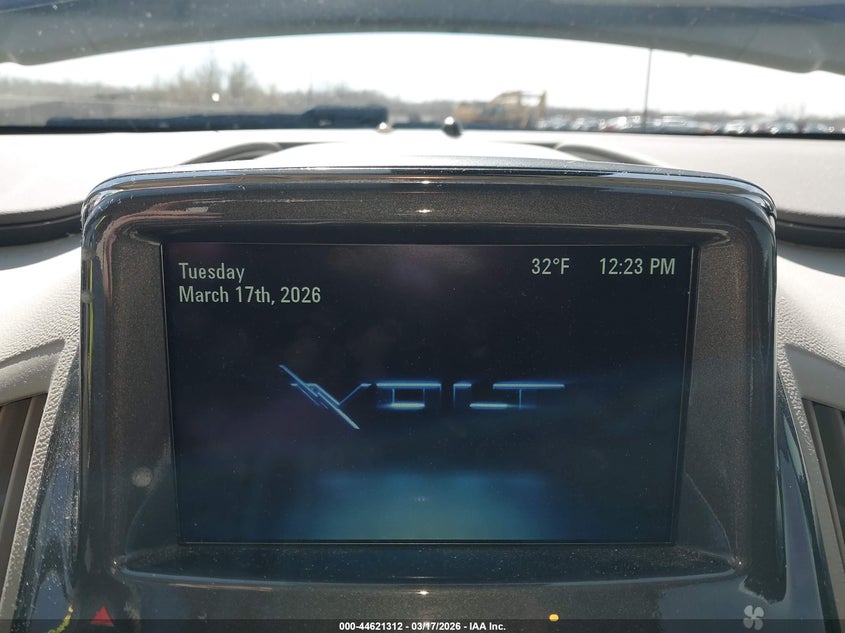 Tuesday
March 17th, 2026
32°F
12:23 PM
VOLT
000-44621312 - 03/17/2026 - IAA Inc.